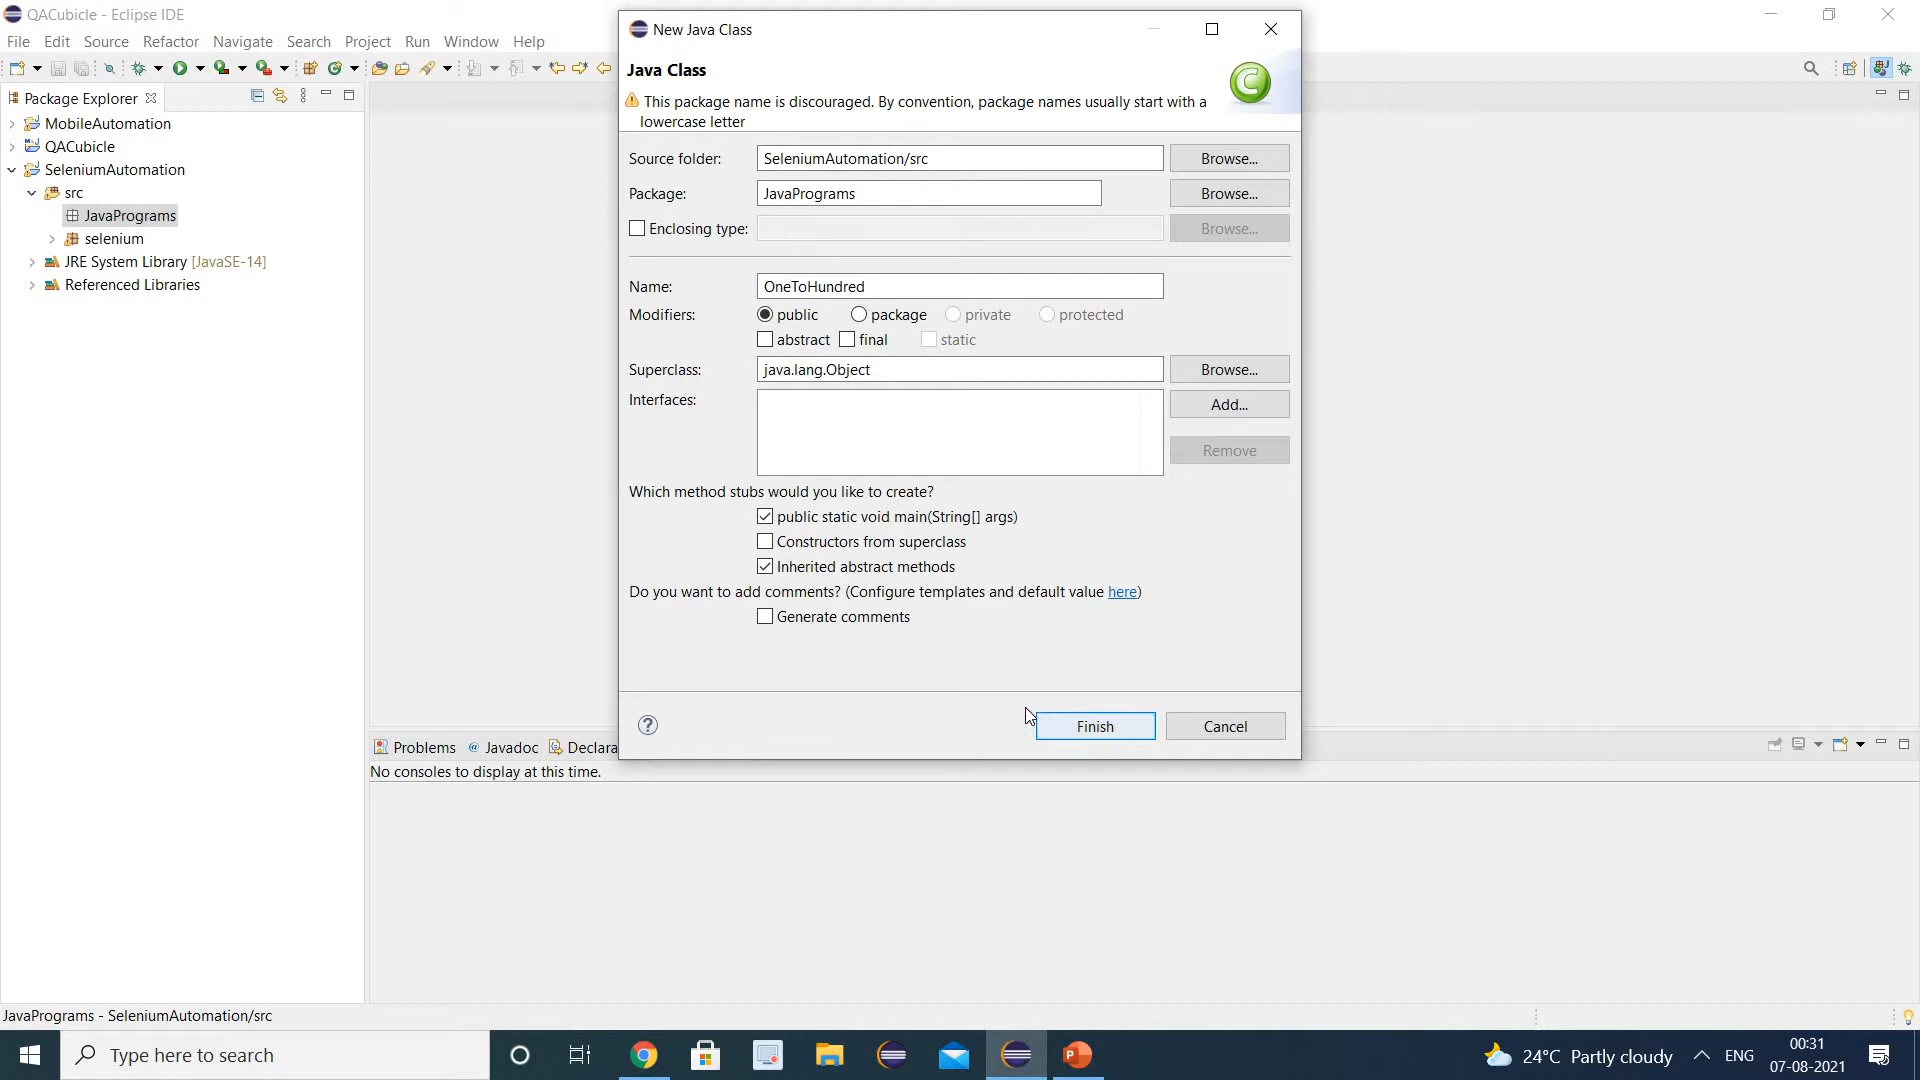 QACubicle - Eclipse IDE
File Edit Source Refactor Navigate Search Project Run Window Help
Package Explorer
MobileAutomation
QACubicle
SeleniumAutomation
src
JavaPrograms
selenium
JRE System Library [JavaSE-14]
Referenced Libraries
New Java Class
Java Class
This package name is discouraged. By convention, package names usually start with a
lowercase letter
Source folder: SeleniumAutomation/src Browse...
Package: JavaPrograms Browse...
Enclosing type: Browse...
Name: OneToHundred
Modifiers: public package private protected
abstract final static
Superclass: java.lang.Object Browse...
Interfaces: Add...
Remove
Which method stubs would you like to create?
public static void main(String[] args)
Constructors from superclass
Inherited abstract methods
Do you want to add comments? (Configure templates and default value here)
Generate comments
Finish Cancel
Problems @ Javadoc Declara
No consoles to display at this time.
JavaPrograms - SeleniumAutomation/src
Type here to search
24°C Partly cloudy ENG
00:31
07-08-2021